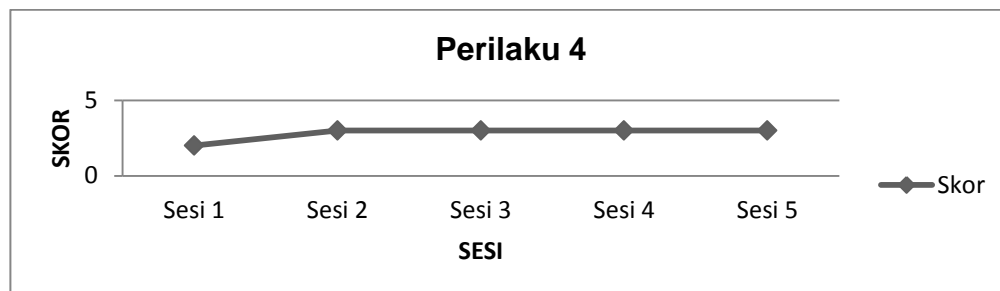 Perilaku 4
SKOR
5
0
Sesi 1 Sesi 2 Sesi 3 Sesi 4 Sesi 5
SESI
Skor